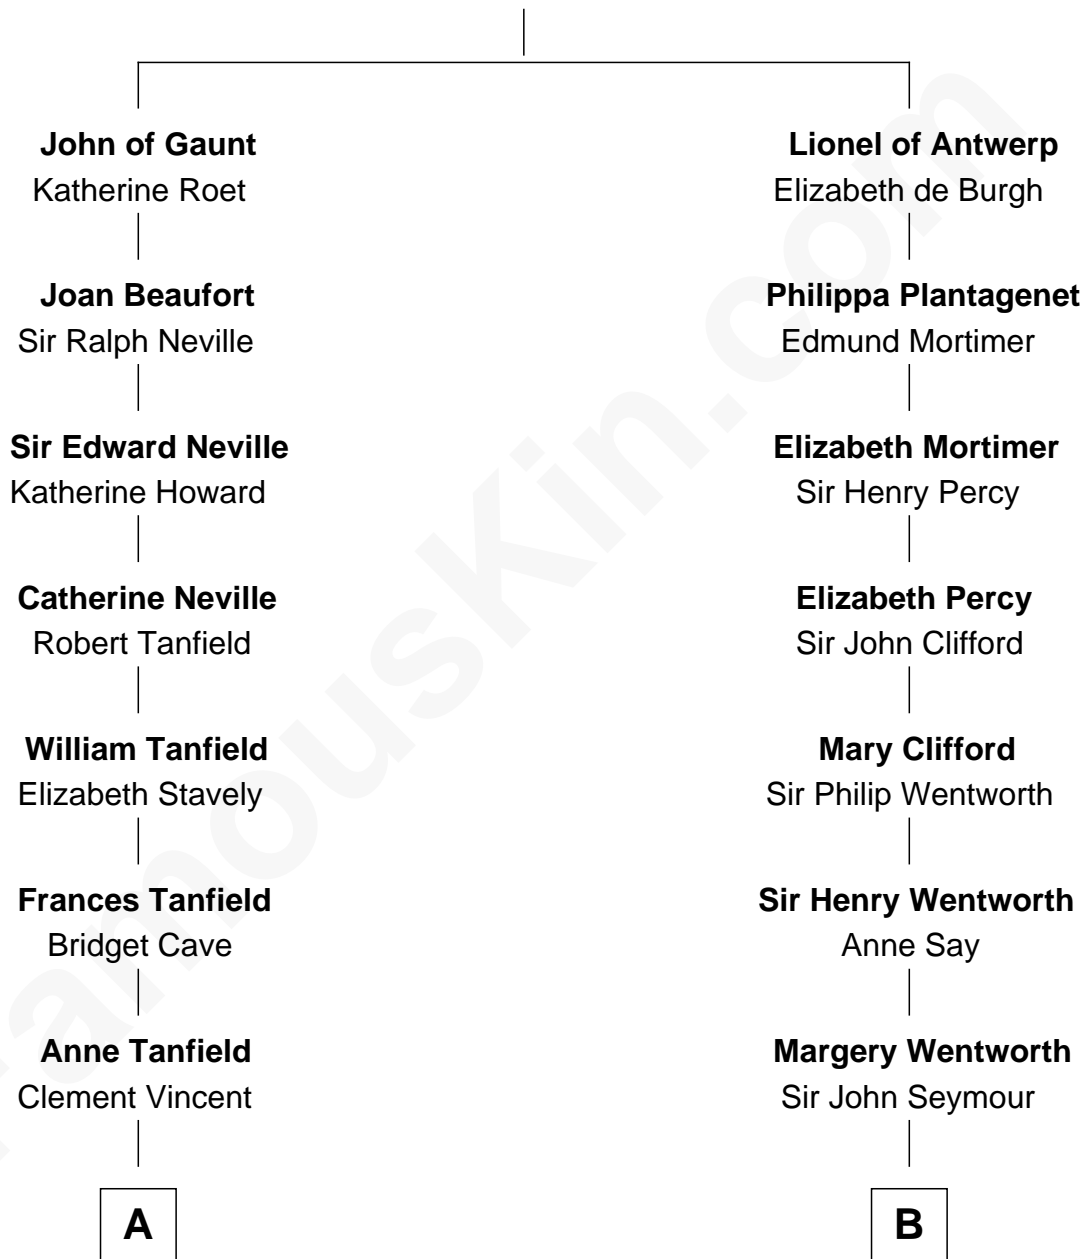 John of Gaunt
Katherine Roet
Joan Beaufort
Sir Ralph Neville
Sir Edward Neville
Katherine Howard
Catherine Neville
Robert Tanfield
William Tanfield
Elizabeth Stavely
Frances Tanfield
Bridget Cave
Anne Tanfield
Clement Vincent
A
Lionel of Antwerp
Elizabeth de Burgh
Philippa Plantagenet
Edmund Mortimer
Elizabeth Mortimer
Sir Henry Percy
Elizabeth Percy
Sir John Clifford
Mary Clifford
Sir Philip Wentworth
Sir Henry Wentworth
Anne Say
Margery Wentworth
Sir John Seymour
B
FamousKin.com